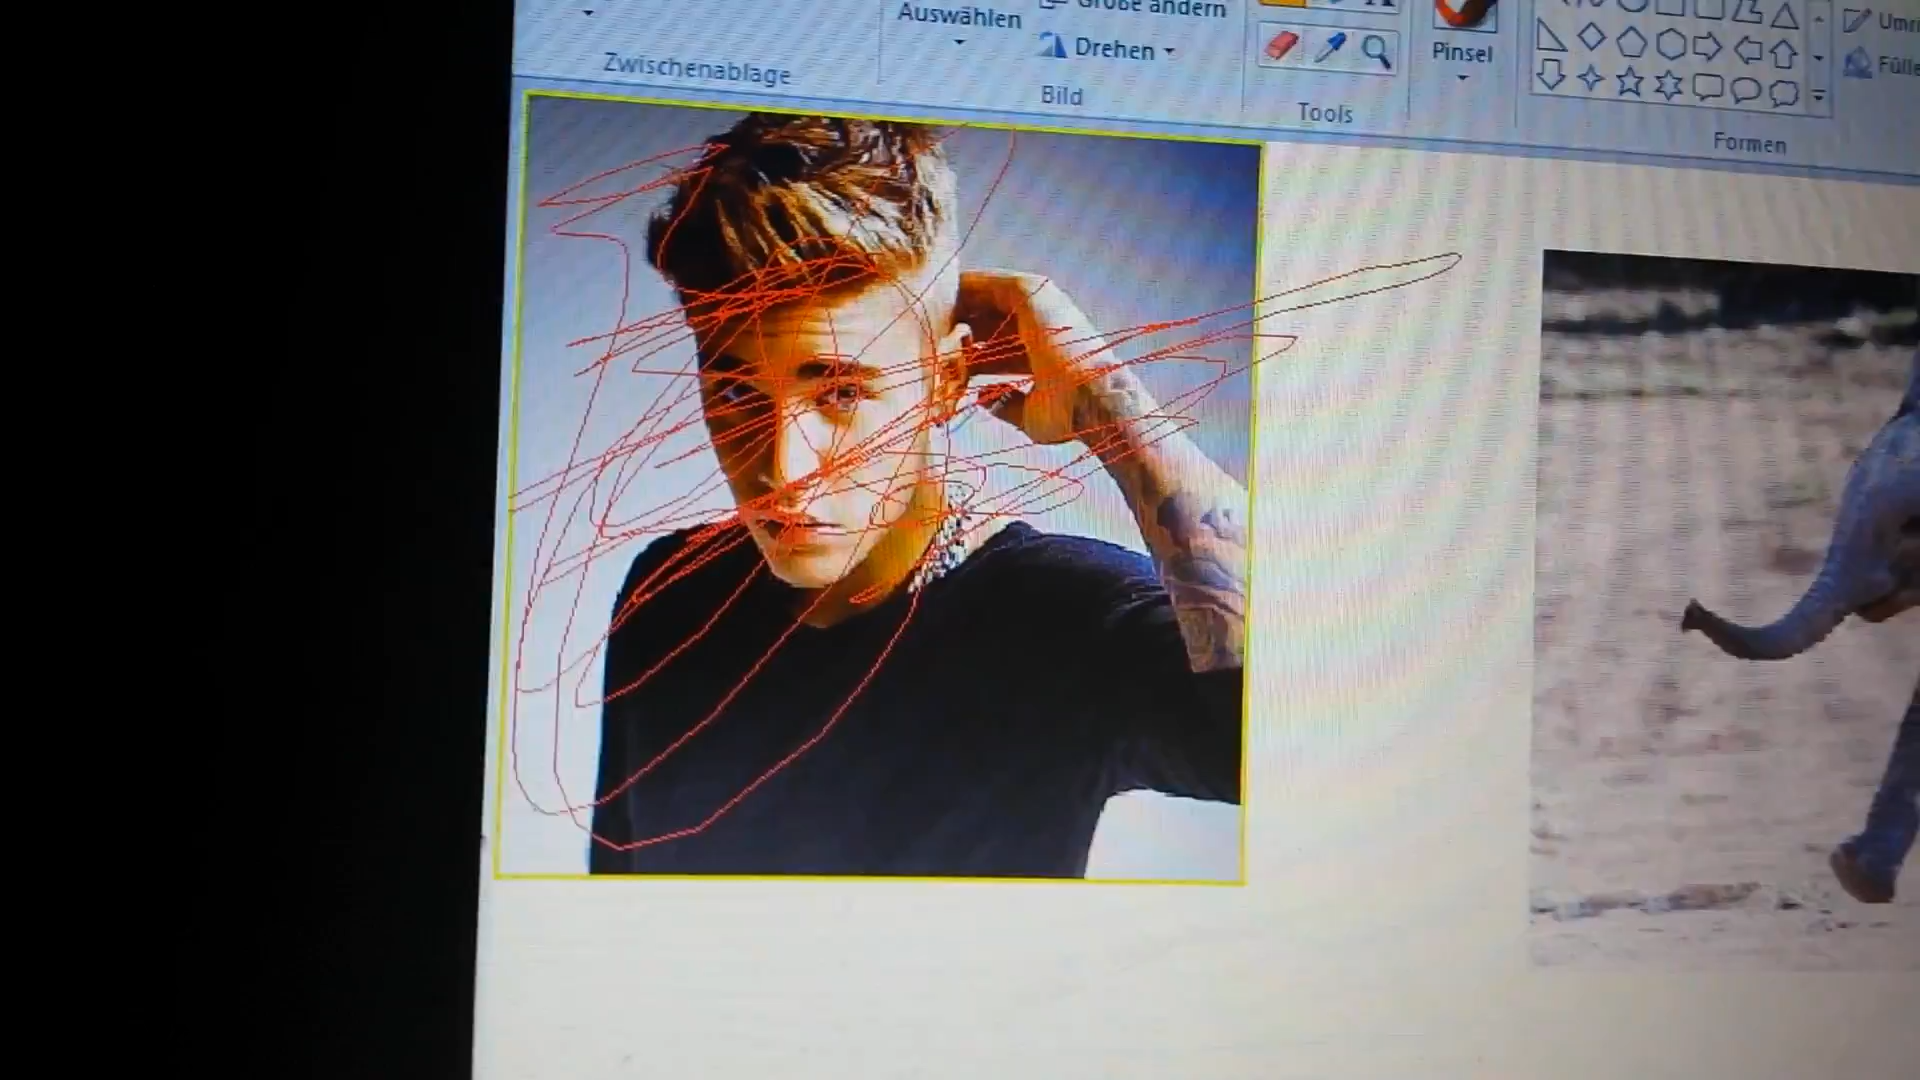 Auswählen
Größe ändern
Drehen
Zwischenablage
Bild
Tools
Pinsel
Formen